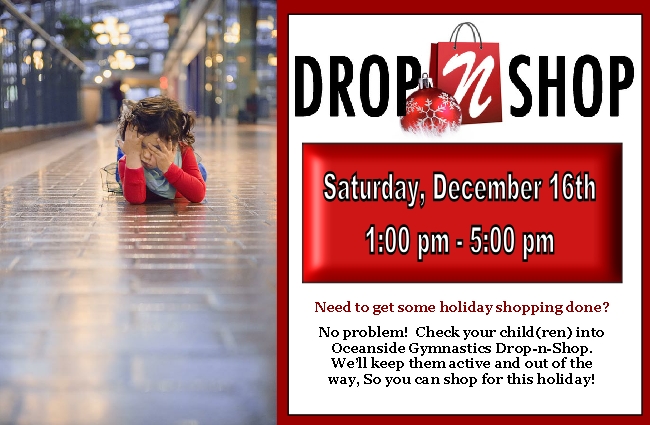 DROP n SHOP
Saturday, December 16th
1:00 pm - 5:00 pm
Need to get some holiday shopping done?
No problem!  Check your child(ren) into
Oceanside Gymnastics Drop-n-Shop.
We'll keep them active and out of the
way, So you can shop for this holiday!